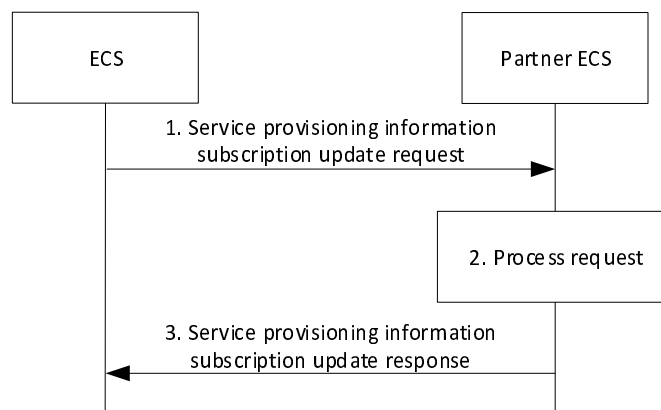 ECS
Partner ECS
1. Service provisioning information
subscription update request
2. Process request
3. Service provisioning information
subscription update response